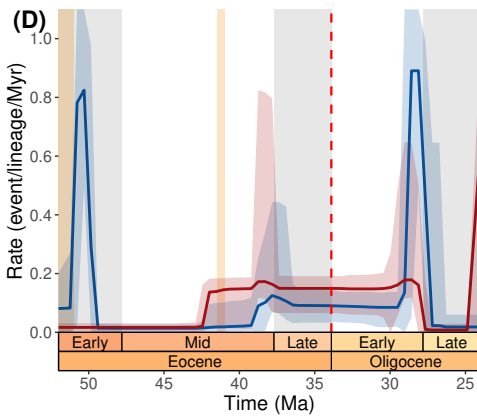 (D)
Rate (event/lineage/Myr)
1.0
0.8
0.6
0.4
0.2
0.0
Early Mid Late Early Late
Eocene Oligocene
50 45 40 35 30 25
Time (Ma)